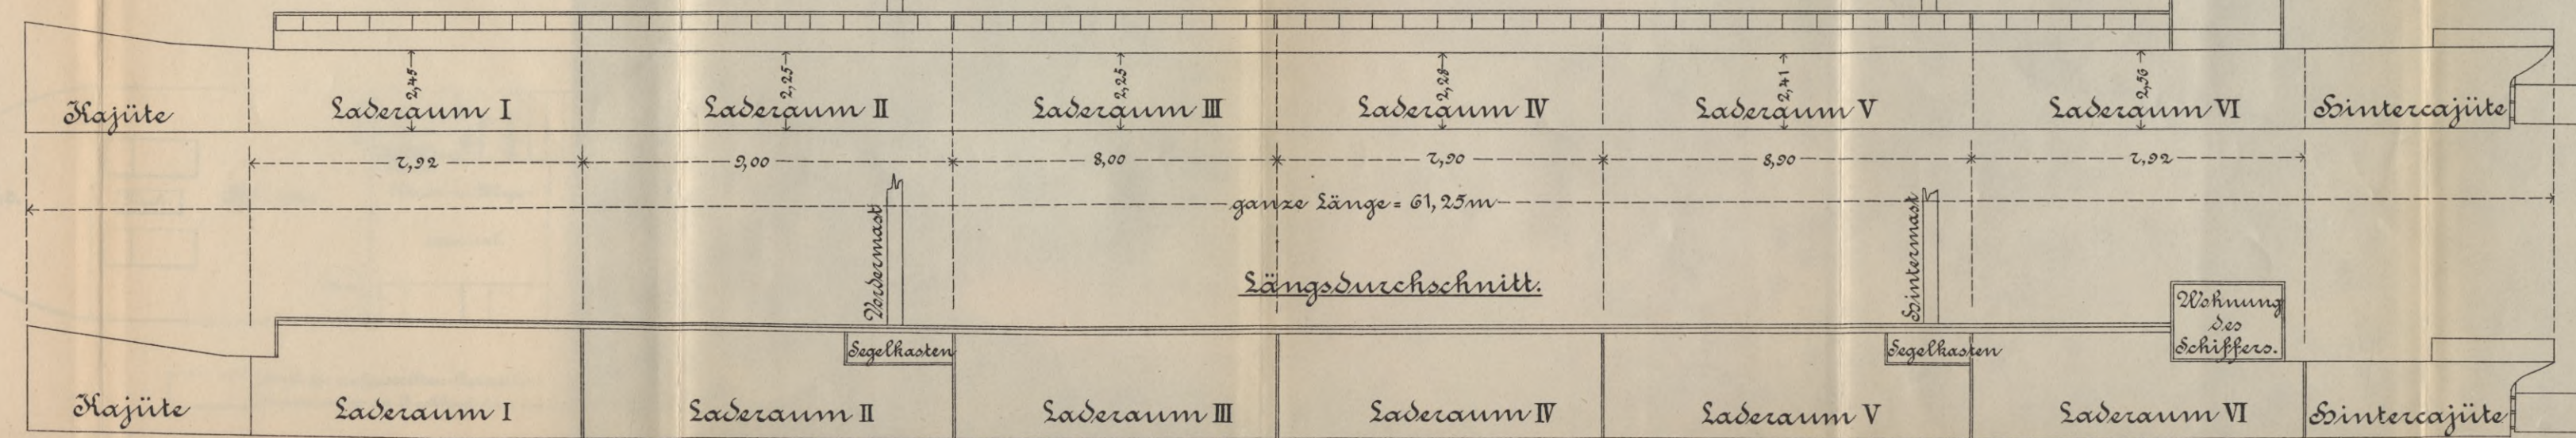 2,45
2,25
2,25
2,28
2,41
2,56
Kajüte
Laderaum I
Laderaum II
Laderaum III
Laderaum IV
Laderaum V
Laderaum VI
Hintercajüte
7,92
9,00
8,00
7,90
8,90
7,92
ganze Länge = 61,25m
Vordermast
Hintermast
Längsdurchschnitt.
Wohnung
des
Schiffers.
Segelkasten
Segelkasten
Kajüte
Laderaum I
Laderaum II
Laderaum III
Laderaum IV
Laderaum V
Laderaum VI
Hintercajüte